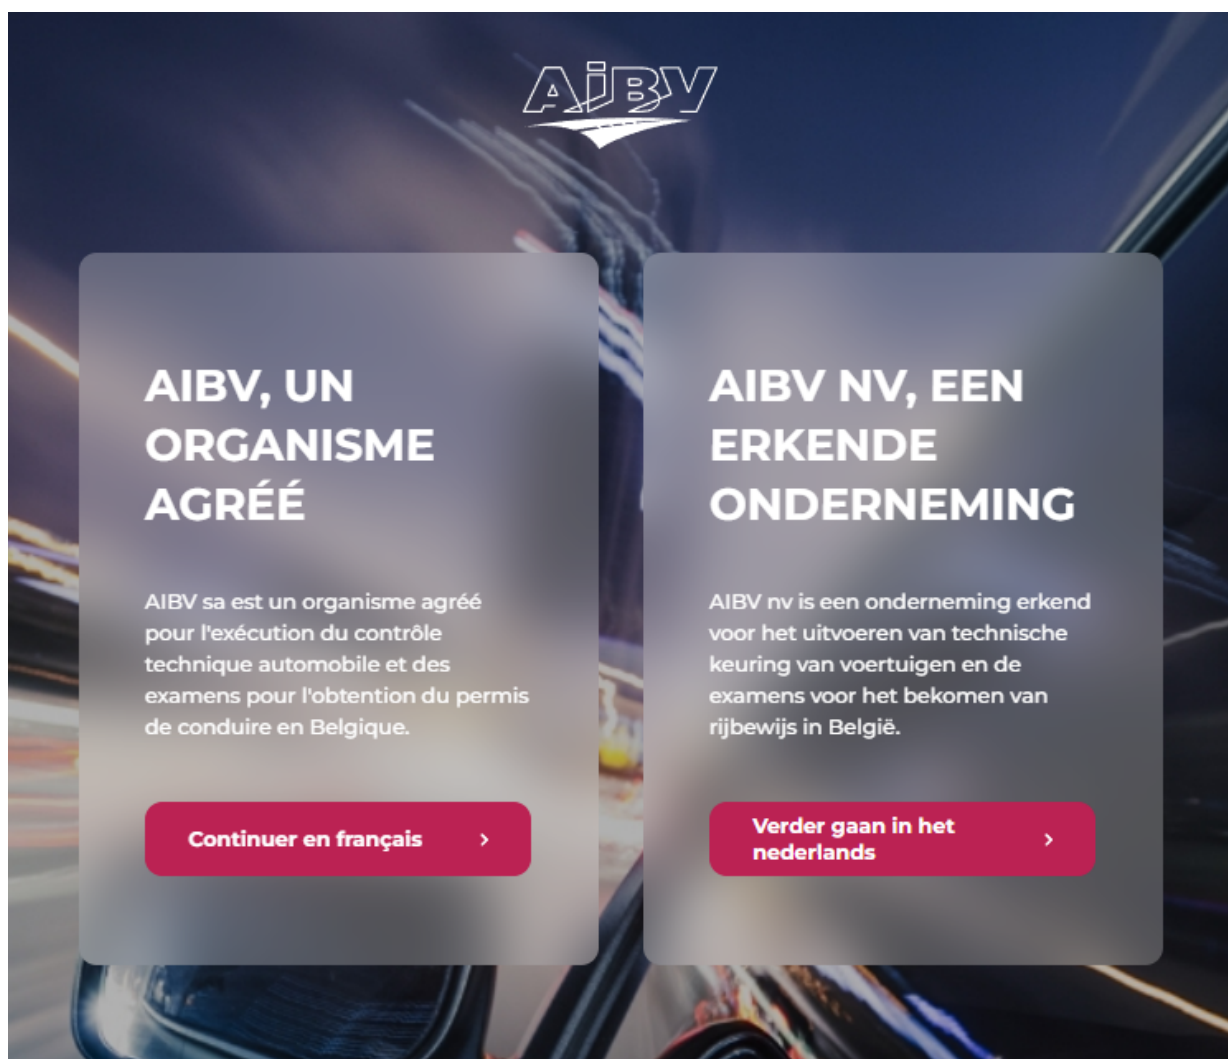 AiBV
AIBV, UN
ORGANISME
AGRÉÉ
AIBV sa est un organisme agréé
pour l'exécution du contrôle
technique automobile et des
examens pour l'obtention du permis
de conduire en Belgique.
Continuer en français
AIBV NV, EEN
ERKENDE
ONDERNEMING
AIBV nv is een onderneming erkend
voor het uitvoeren van technische
keuring van voertuigen en de
examens voor het bekomen van
rijbewijs in België.
Verder gaan in het
nederlands